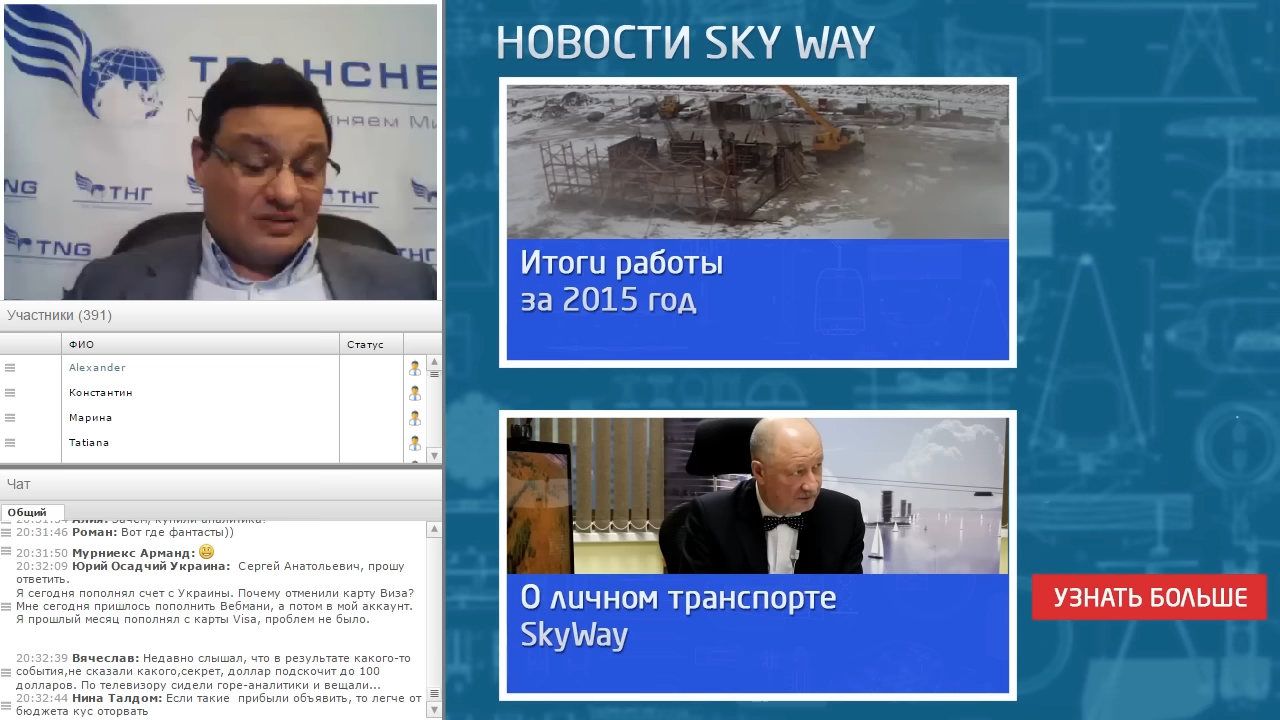 ТРАНСНЕ
Меняем Ми
TNG
ТНГ
ТНГ
TNG
ТНГ
Участники (391)
ФИО
Статус
Alexander
Константин
Марина
Tatiana
Чат
Общий
20:31:46 Роман: Вот где фантасты))
20:31:50 Мурниекс Арманд:
20:32:09 Юрий Осадчий Украина: Сергей Анатольевич, прошу
ответить.
Я сегодня пополнял счет с Украины. Почему отменили карту Виза?
Мне сегодня пришлось пополнить Вебмани, а потом в мой аккаунт.
Я прошлый месяц пополнял с карты Visa, проблем не было.
20:32:39 Вячеслав: Недавно слышал, что в результате какого-то
события,не сказали какого,секрет, доллар подскочит до 100
долларов. По телевизору сидели горе-аналитики и вещали...
20:32:44 Нина Талдом: Если такие прибыли объявить, то легче от
бюджета кус оторвать
НОВОСТИ SKY WAY
Итоги работы
за 2015 год
О личном транспорте
SkyWay
УЗНАТЬ БОЛЬШЕ